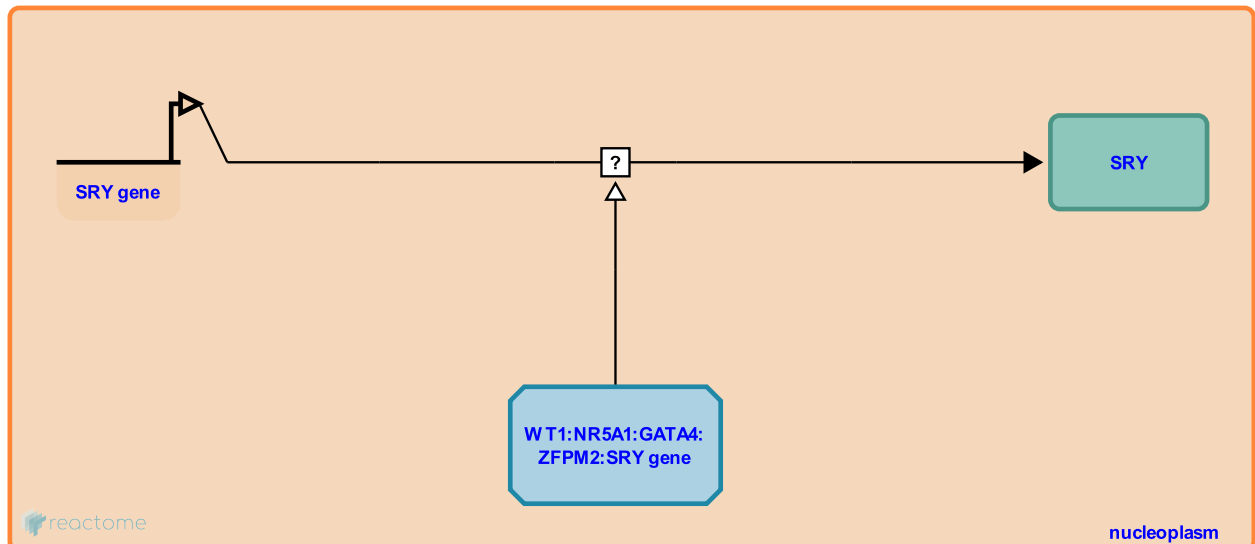 SRY gene
?
SRY
WT1:NR5A1:GATA4:
ZFPM2:SRY gene
reactome
nucleoplasm